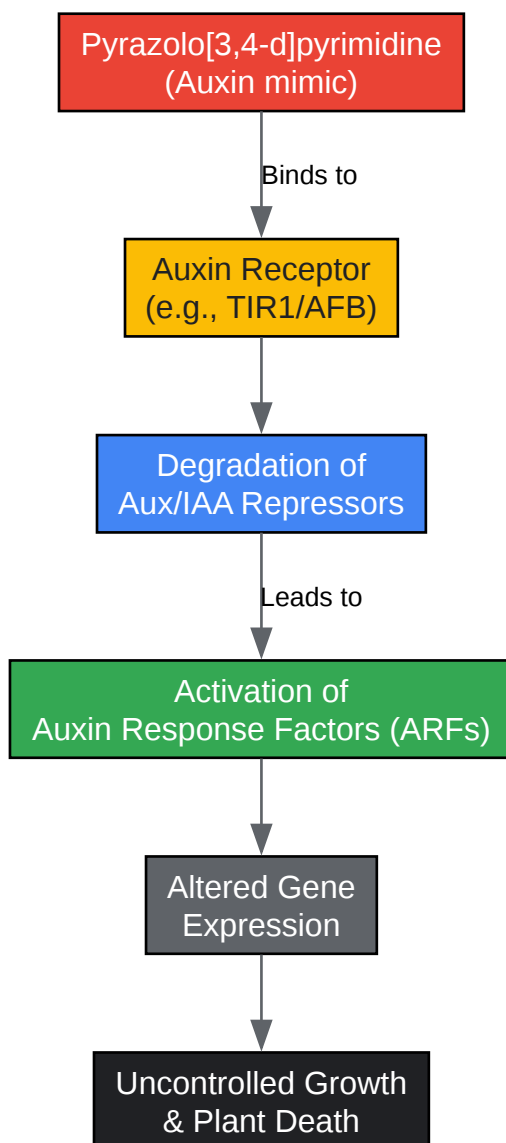 Pyrazolo[3,4-d]pyrimidine
(Auxin mimic)
Binds to
Auxin Receptor
(e.g., TIR1/AFB)
Degradation of
Aux/IAA Repressors
Leads to
Activation of
Auxin Response Factors (ARFs)
Altered Gene
Expression
Uncontrolled Growth
& Plant Death